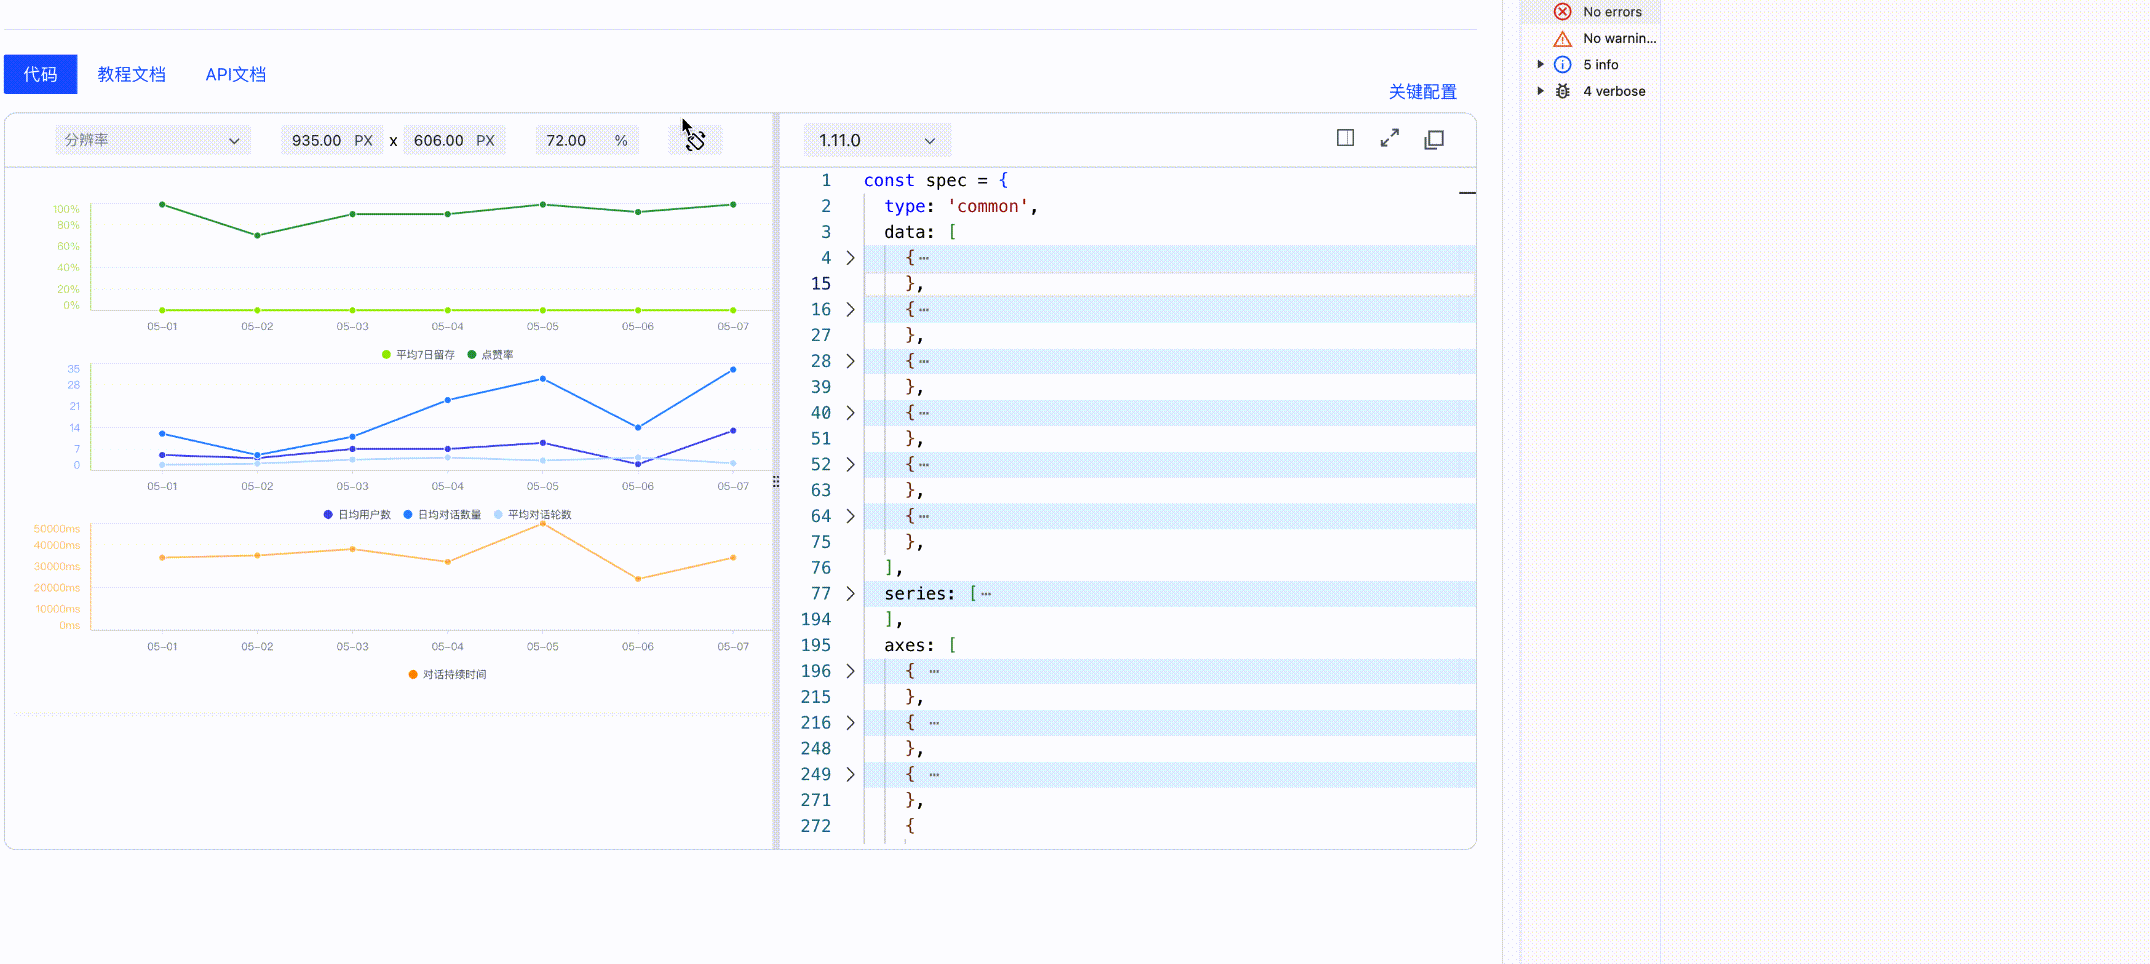 代码 教程文档 API文档
关键配置
分辨率 935.00 PX x 606.00 PX 72.00 %
100%
80%
60%
40%
20%
0%
05-01 05-02 05-03 05-04 05-05 05-06 05-07
平均7日留存 点赞率
35
28
21
14
7
0
05-01 05-02 05-03 05-04 05-05 05-06 05-07
日均用户数 日均对话数量 平均对话轮数
50000ms
40000ms
30000ms
20000ms
10000ms
0ms
05-01 05-02 05-03 05-04 05-05 05-06 05-07
对话持续时间
1.11.0
1 const spec = {
2 type: 'common',
3 data: [
4 {…
15 },
16 {…
27 },
28 {…
39 },
40 {…
51 },
52 {…
63 },
64 {…
75 },
76 ],
77 series: […
194 ],
195 axes: [
196 { …
215 },
216 { …
248 },
249 { …
271 },
272 {
No errors
No warnin...
5 info
4 verbose